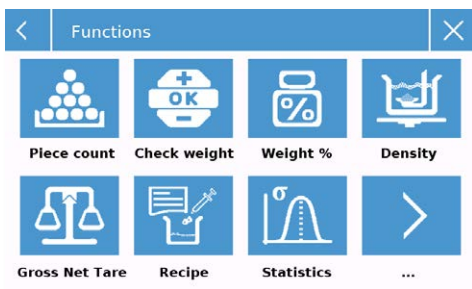 Functions
OK
%
Piece count Check weight Weight % Density
σ
Gross Net Tare Recipe Statistics ...